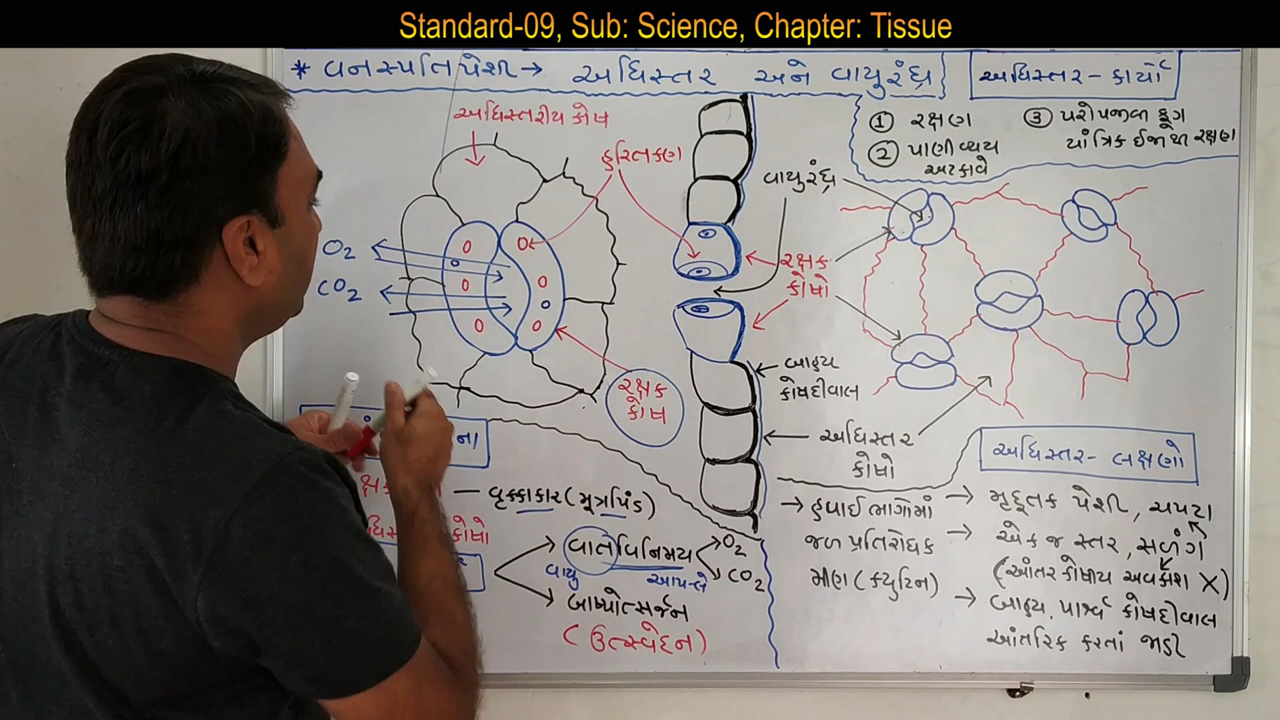 Standard-09, Sub: Science, Chapter: Tissue
* વનસ્પતિ પેશી → અધિસ્તર અને વાયુરંધ્ર
અધિસ્તર - કાર્યો
① રક્ષણ
② પાણી વ્યય
અટકાવે
③ પરોપજીવી ફૂગ
યાંત્રિક ઈજા થી રક્ષણ
અધિસ્તરીય કોષ
હરિતકણ
O2
CO2
રક્ષક
કોષ
વાયુરંધ્ર
રક્ષક
કોષો
બાહ્ય
કોષદીવાલ
અધિસ્તર
કોષો
ના
— વૃક્કાકાર (મૂત્રપિંડ)
કોષો
વાતવિનિમય
O2
CO2
વાયુ આપ-લે
બાષ્પોત્સર્જન
(ઉત્સ્વેદન)
અધિસ્તર - લક્ષણો
→ હવાઈ ભાગોમાં
જળ પ્રતિરોધક
મીણ (ક્યુટિન)
→ મૃદૂતક પેશી, ચપટા
→ એક જ સ્તર, સળંગ
(આંતર કોષીય અવકાશ X)
→ બાહ્ય, પાર્શ્વ કોષદીવાલ
આંતરિક કરતાં જાડી